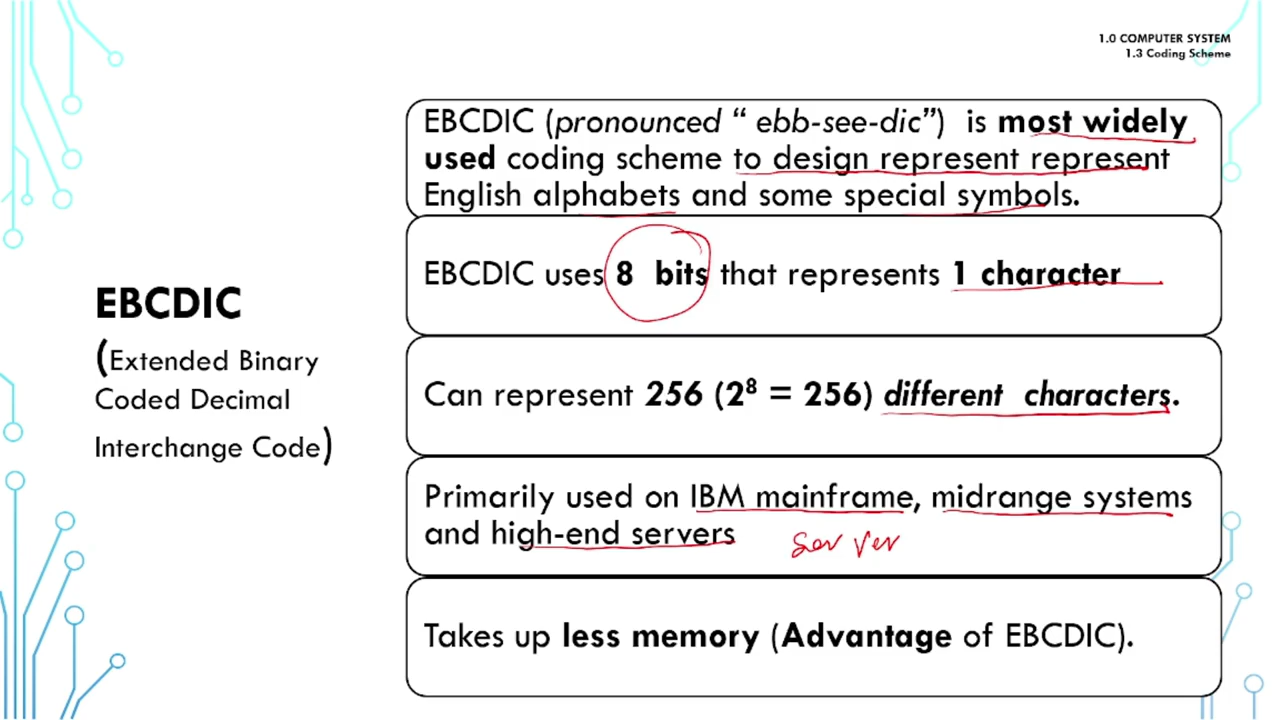 1.0 COMPUTER SYSTEM
1.3 Coding Scheme
EBCDIC
(Extended Binary
Coded Decimal
Interchange Code)
EBCDIC (pronounced “ ebb-see-dic”) is most widely
used coding scheme to design represent represent
English alphabets and some special symbols.
EBCDIC uses 8 bits that represents 1 character
Can represent 256 (2⁸ = 256) different characters.
Primarily used on IBM mainframe, midrange systems
and high-end servers
Server
Takes up less memory (Advantage of EBCDIC).